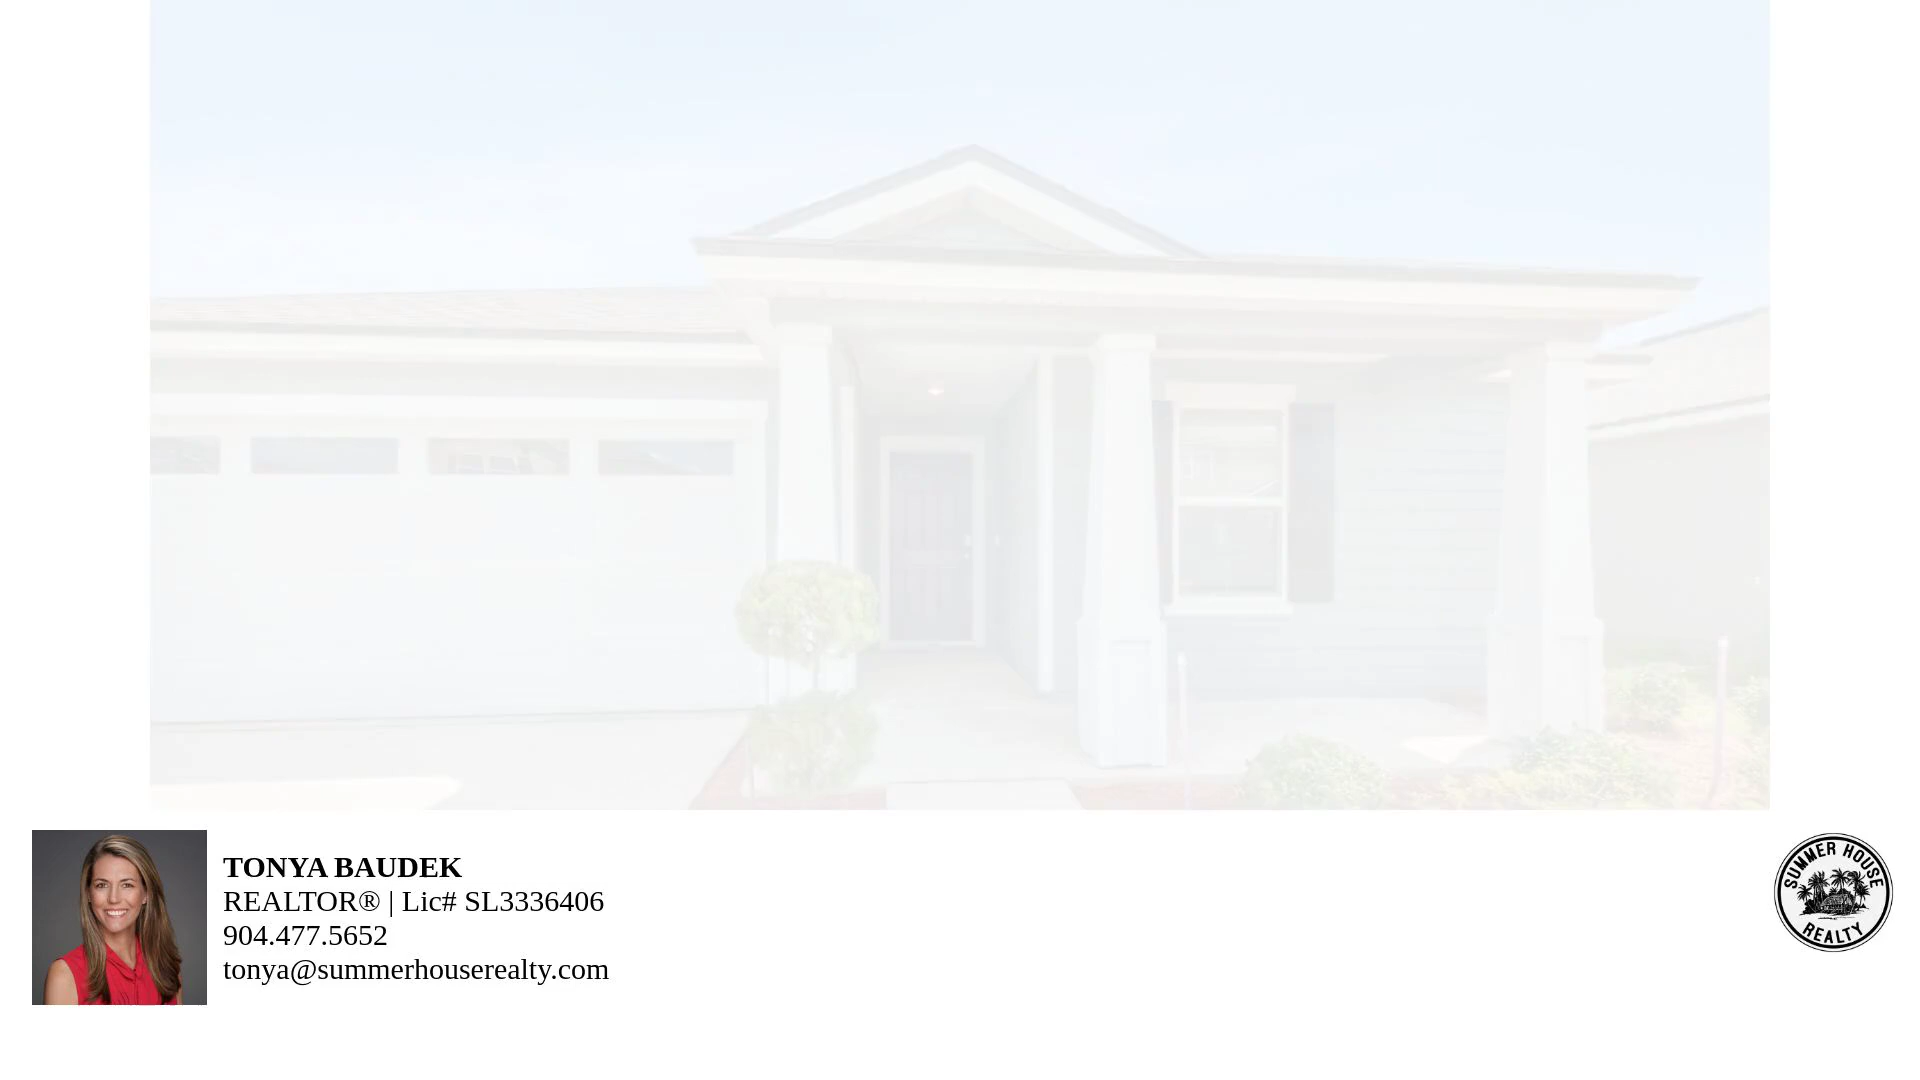 TONYA BAUDEK
REALTOR® | Lic# SL3336406
904.477.5652
tonya@summerhouserealty.com
SUMMER HOUSE
REALTY